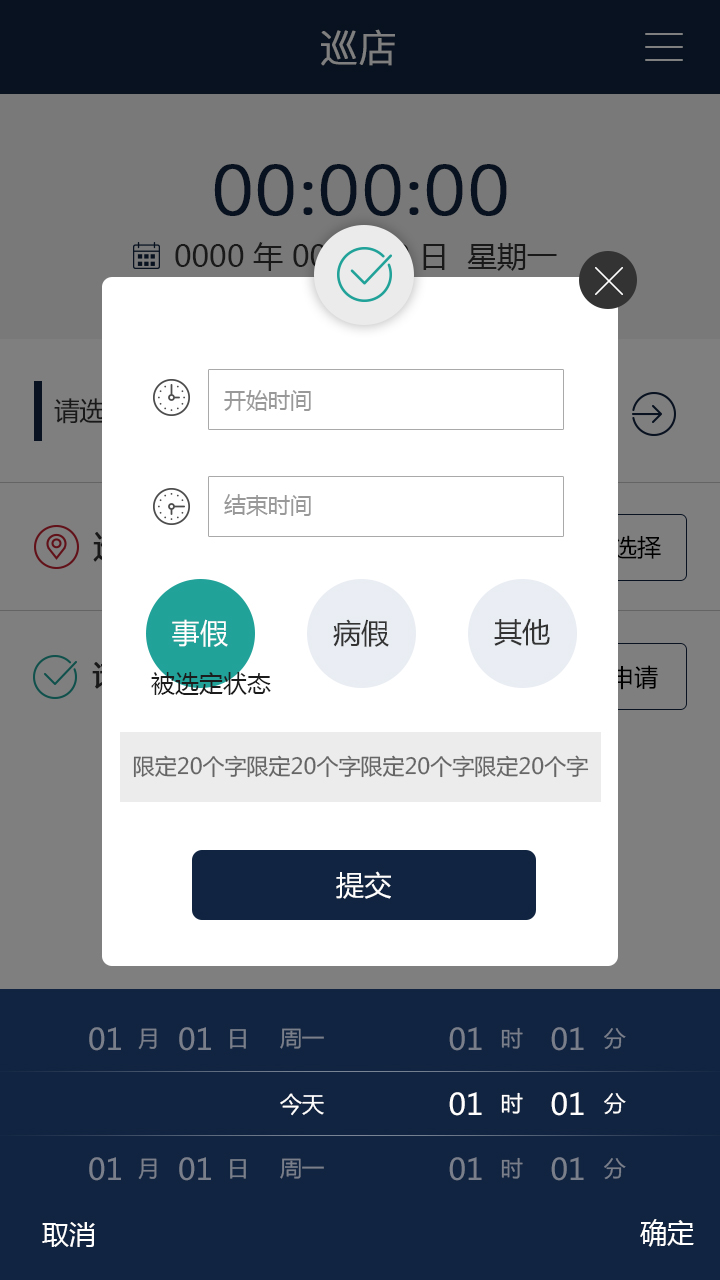 巡店
00:00:00
0000 年 00 日 星期一
开始时间
请选
结束时间
选择
事假
病假
其他
被选定状态
申请
限定20个字限定20个字限定20个字限定20个字
提交
01 月 01 日 周一 01 时 01 分
今天 01 时 01 分
01 月 01 日 周一 01 时 01 分
取消
确定